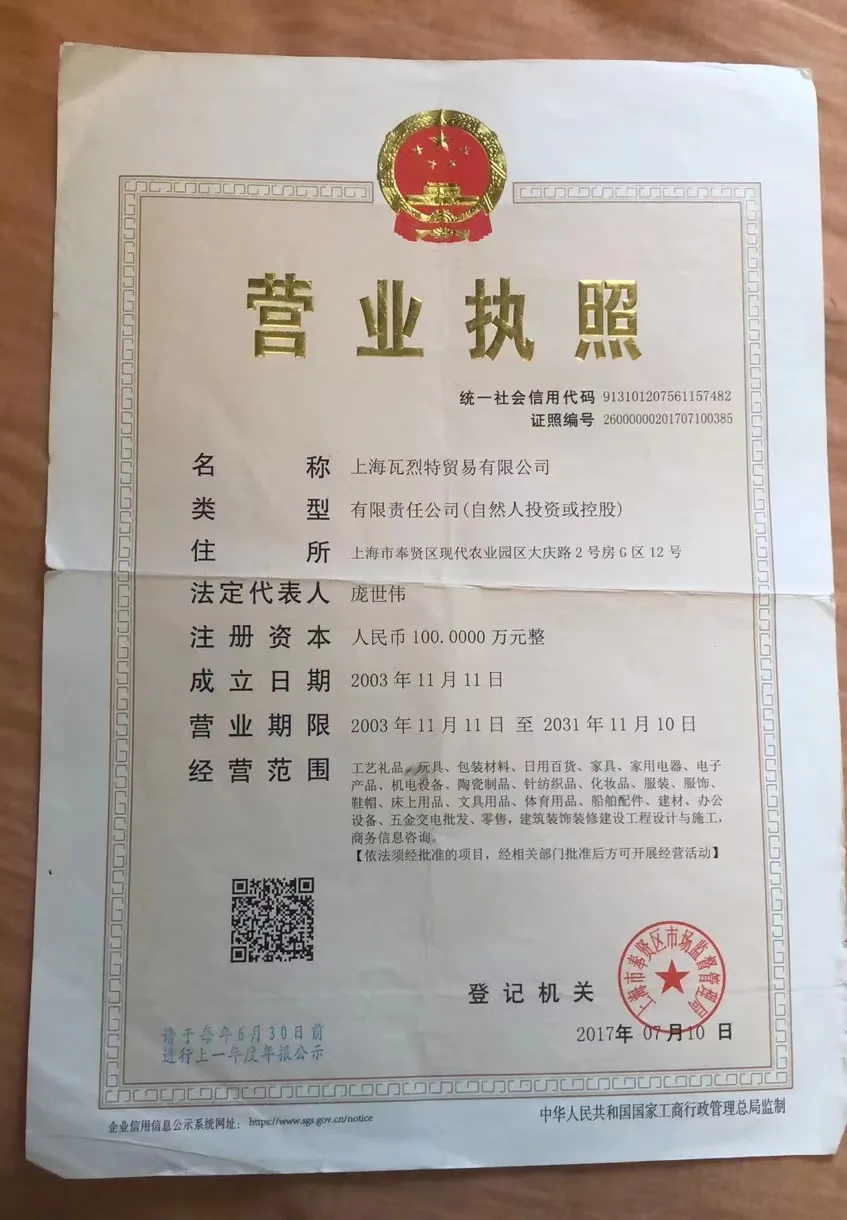 营业执照
统一社会信用代码 913101207561157482
证照编号 26000000201707100385
名称 上海瓦烈特贸易有限公司
类型 有限责任公司(自然人投资或控股)
住所 上海市奉贤区现代农业园区大庆路2号房G区12号
法定代表人 庞世伟
注册资本 人民币100.0000万元整
成立日期 2003年11月11日
营业期限 2003年11月11日 至 2031年11月10日
经营范围 工艺礼品、玩具、包装材料、日用百货、家具、家用电器、电子
产品、机电设备、陶瓷制品、针纺织品、化妆品、服装、服饰、
鞋帽、床上用品、文具用品、体育用品、船舶配件、建材、办公
设备、五金交电批发、零售，建筑装饰装修建设工程设计与施工，
商务信息咨询。
【依法须经批准的项目，经相关部门批准后方可开展经营活动】
登记机关
上海市奉贤区市场监督管理局
2017年 07月10日
请于每年6月30日前
进行上一年度年报公示
企业信用信息公示系统网址： https://www.sgs.gov.cn/notice
中华人民共和国国家工商行政管理总局监制